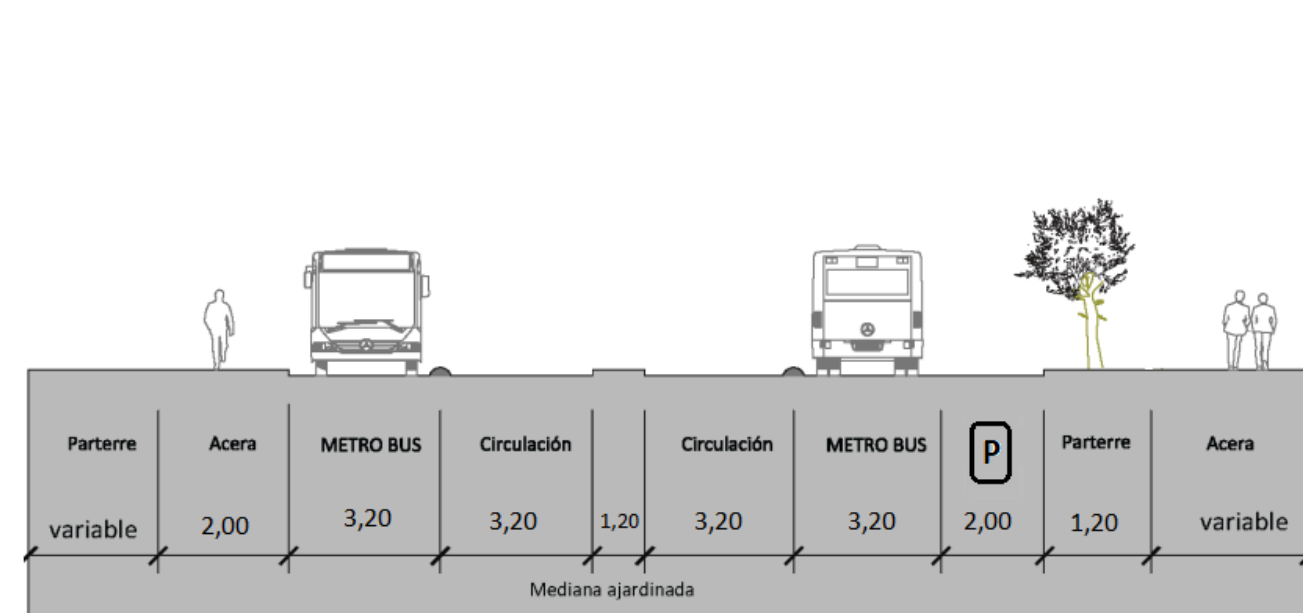 Parterre Acera METRO BUS Circulación Circulación METRO BUS P Parterre Acera
variable 2,00 3,20 3,20 1,20 3,20 3,20 2,00 1,20 variable
Mediana ajardinada